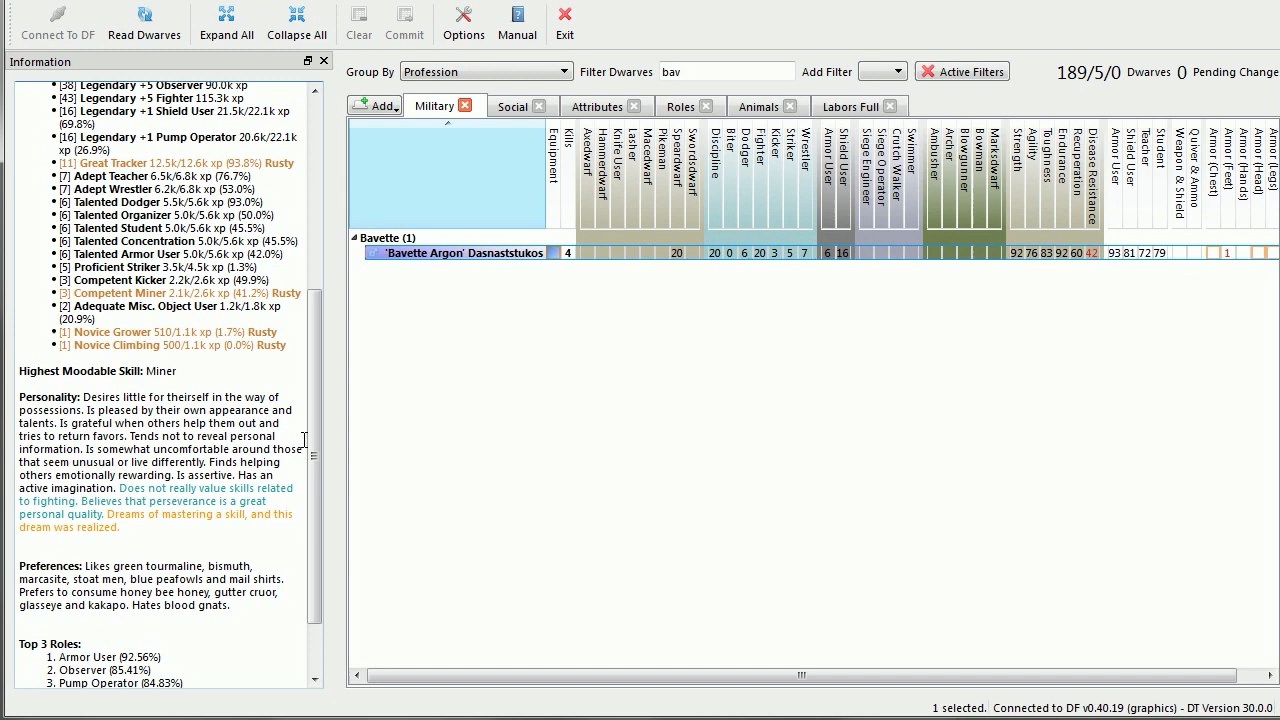 Connect To DF Read Dwarves Expand All Collapse All Clear Commit Options Manual Exit
Information
[38] Legendary +5 Observer 90.0k xp
[43] Legendary +5 Fighter 115.3k xp
[16] Legendary +1 Shield User 21.5k/22.1k xp
(69.8%)
[16] Legendary +1 Pump Operator 20.6k/22.1k
xp (26.9%)
[11] Great Tracker 12.5k/12.6k xp (93.8%) Rusty
[7] Adept Teacher 6.5k/6.8k xp (76.7%)
[7] Adept Wrestler 6.2k/6.8k xp (53.0%)
[6] Talented Dodger 5.5k/5.6k xp (93.0%)
[6] Talented Organizer 5.0k/5.6k xp (50.0%)
[6] Talented Student 5.0k/5.6k xp (45.5%)
[6] Talented Concentration 5.0k/5.6k xp (45.5%)
[6] Talented Armor User 5.0k/5.6k xp (42.0%)
[5] Proficient Striker 3.5k/4.5k xp (1.3%)
[3] Competent Kicker 2.2k/2.6k xp (49.9%)
[3] Competent Miner 2.1k/2.6k xp (41.2%) Rusty
[2] Adequate Misc. Object User 1.2k/1.8k xp
(20.9%)
[1] Novice Grower 510/1.1k xp (1.7%) Rusty
[1] Novice Climbing 500/1.1k xp (0.0%) Rusty
Highest Moodable Skill: Miner
Personality: Desires little for theirself in the way of
possessions. Is pleased by their own appearance and
talents. Is grateful when others help them out and
tries to return favors. Tends not to reveal personal
information. Is somewhat uncomfortable around those
that seem unusual or live differently. Finds helping
others emotionally rewarding. Is assertive. Has an
active imagination. Does not really value skills related
to fighting. Believes that perseverance is a great
personal quality. Dreams of mastering a skill, and this
dream was realized.
Preferences: Likes green tourmaline, bismuth,
marcasite, stoat men, blue peafowls and mail shirts.
Prefers to consume honey bee honey, gutter cruor,
glasseye and kakapo. Hates blood gnats.
Top 3 Roles:
1. Armor User (92.56%)
2. Observer (85.41%)
3. Pump Operator (84.83%)
Group By Profession Filter Dwarves bav Add Filter Active Filters 189/5/0 Dwarves 0 Pending Change
Add... Military Social Attributes Roles Animals Labors Full
Equipment
Kills
Axedwarf
Hammerdwarf
Knife User
Lasher
Macedwarf
Pikeman
Speardwarf
Swordsdwarf
Discipline
Biter
Dodger
Fighter
Kicker
Striker
Wrestler
Armor User
Shield User
Siege Engineer
Siege Operator
Crutch Walker
Swimmer
Ambusher
Archer
Blowgunner
Bowman
Marksdwarf
Strength
Agility
Toughness
Endurance
Recuperation
Disease Resistance
Armor User
Shield User
Teacher
Student
Weapon & Shield
Quiver & Ammo
Armor (Chest)
Armor (Feet)
Armor (Hands)
Armor (Head)
Armor (Legs)
Bavette (1)
'Bavette Argon' Dasnaststukos 4 20 20 0 6 20 3 5 7 6 16 92 76 83 92 60 42 93 81 72 79 1
1 selected. Connected to DF v0.40.19 (graphics) - DT Version 30.0.0